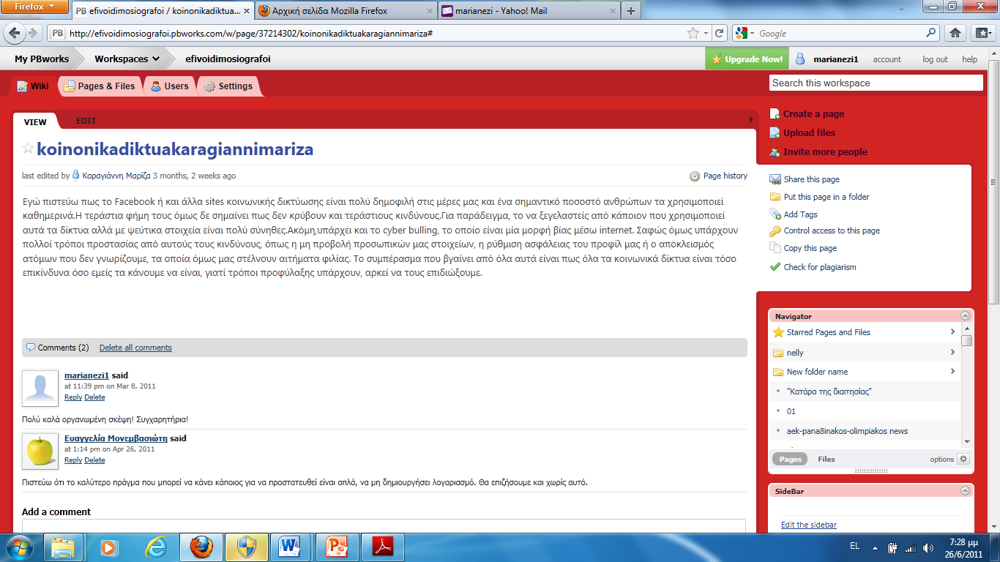 Firefox
efivoidimosiografoi / koinonikadiktua...
Αρχική σελίδα Mozilla Firefox
marianezi - Yahoo! Mail
http://efivoidimosiografoi.pbworks.com/w/page/37214302/koinonikadiktuakaragiannimariza#
Google
My PBworks
Workspaces
efivoidimosiografoi
Upgrade Now!
marianezi1
account
log out
help
Wiki
Pages & Files
Users
Settings
Search this workspace
VIEW
EDIT
Create a page
Upload files
Invite more people
koinonikadiktuakaragiannimariza
last edited by Καραγιάννη Μαρίζα 3 months, 2 weeks ago
Page history
Εγώ πιστεύω πως το Facebook ή και άλλα sites κοινωνικής δικτύωσης είναι πολύ δημοφιλή στις μέρες μας και ένα σημαντικό ποσοστό ανθρώπων τα χρησιμοποιεί
καθημερινά.Η τεράστια φήμη τους όμως δε σημαίνει πως δεν κρύβουν και τεράστιους κινδύνους.Για παράδειγμα, το να ξεγελαστείς από κάποιον που χρησιμοποιεί
αυτά τα δίκτυα αλλά με ψεύτικα στοιχεία είναι πολύ σύνηθες.Ακόμη,υπάρχει και το cyber bulling, το οποίο είναι μία μορφή βίας μέσω internet. Σαφώς όμως υπάρχουν
πολλοί τρόποι προστασίας από αυτούς τους κινδύνους, όπως η μη προβολή προσωπικών μας στοιχείων, η ρύθμιση ασφάλειας του προφίλ μας ή ο αποκλεισμός
ατόμων που δεν γνωρίζουμε, τα οποία όμως μας στέλνουν αιτήματα φιλίας. Το συμπέρασμα που βγαίνει από όλα αυτά είναι πως όλα τα κοινωνικά δίκτυα είναι τόσο
επικίνδυνα όσο εμείς τα κάνουμε να είναι, γιατί τρόποι προφύλαξης υπάρχουν, αρκεί να τους επιδιώξουμε.
Share this page
Put this page in a folder
Add Tags
Control access to this page
Copy this page
Check for plagiarism
Comments (2) Delete all comments
marianezi1 said
at 11:39 pm on Mar 8, 2011
Reply Delete
Πολύ καλά οργανωμένη σκέψη! Συγχαρητήρια!
Ευαγγελία Μονεμβασιώτη said
at 1:14 pm on Apr 26, 2011
Reply Delete
Πιστεύω ότι το καλύτερο πράγμα που μπορεί να κάνει κάποιος για να προστατευθεί είναι απλά, να μη δημιουργήσει λογαριασμό. Θα επιζήσουμε και χωρίς αυτό.
Add a comment
Navigator
Starred Pages and Files
nelly
New folder name
"Κατάρα της διαιτησίας"
01
aek-pana8inakos-olimpiakos news
Pages
Files
options
SideBar
Edit the sidebar
EL
7:28 μμ
26/6/2011